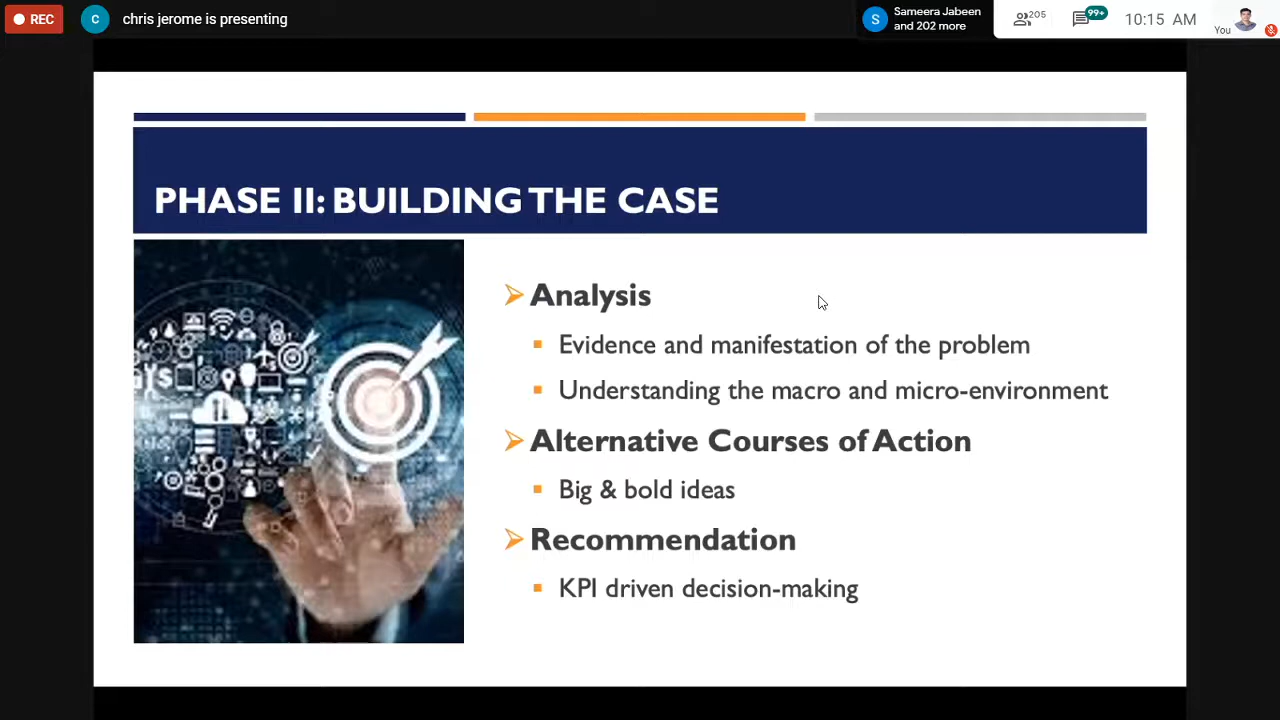 REC
C
chris jerome is presenting
S
Sameera Jabeen
and 202 more
205
99+
10:15 AM
You
PHASE II: BUILDING THE CASE
Analysis
Evidence and manifestation of the problem
Understanding the macro and micro-environment
Alternative Courses of Action
Big & bold ideas
Recommendation
KPI driven decision-making